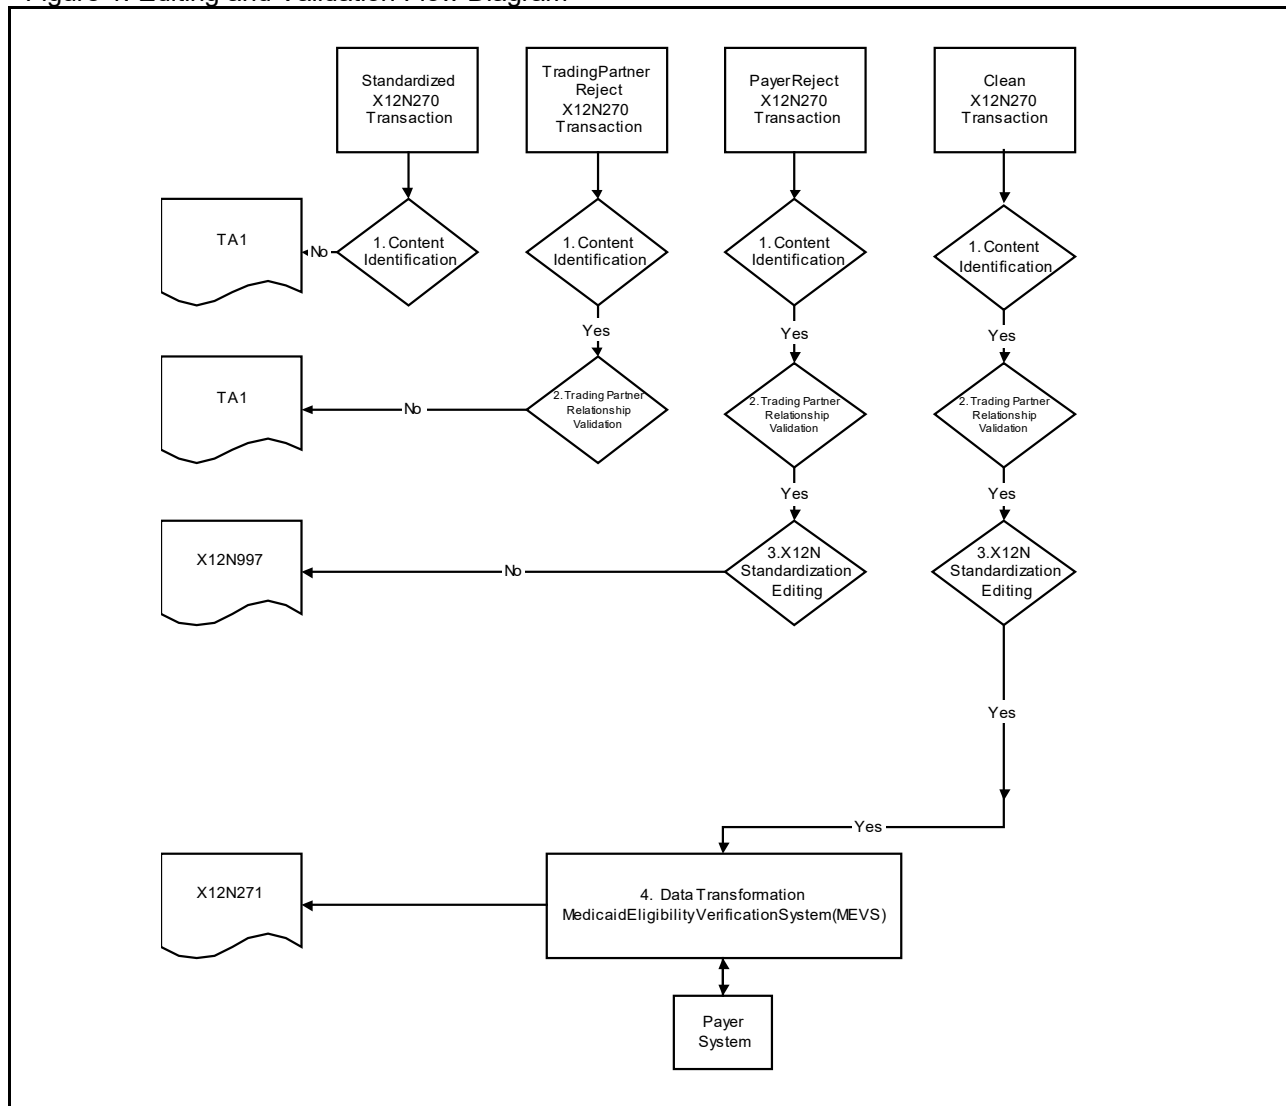 Figure 1: Editing and Validation Flow Diagram
Standardized
X12N270
Transaction
TradingPartner
Reject
X12N270
Transaction
PayerReject
X12N270
Transaction
Clean
X12N270
Transaction
TA1
No
1. Content
Identification
1. Content
Identification
1. Content
Identification
1. Content
Identification
Yes
Yes
Yes
TA1
No
2. Trading Partner
Relationship
Validation
2. Trading Partner
Relationship
Validation
2. Trading Partner
Relationship
Validation
Yes
Yes
X12N997
No
3.X12N
Standardization
Editing
3.X12N
Standardization
Editing
Yes
Yes
X12N271
4. Data Transformation
MedicaidEligibilityVerificationSystem(MEVS)
Payer
System